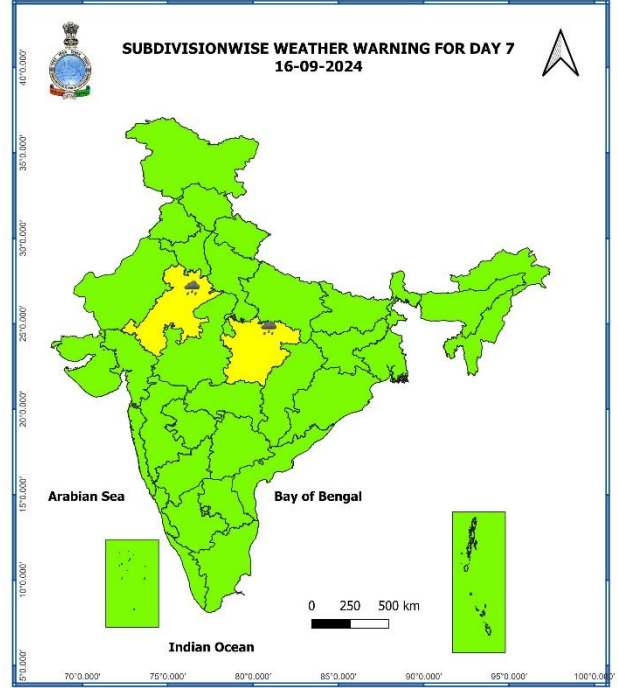 SUBDIVISIONWISE WEATHER WARNING FOR DAY 7
16-09-2024
40°0.000'
35°0.000'
30°0.000'
25°0.000'
20°0.000'
15°0.000'
10°0.000'
5°0.000'
Arabian Sea
Bay of Bengal
0 250 500 km
Indian Ocean
70°0.000' 75°0.000' 80°0.000' 85°0.000' 90°0.000' 95°0.000' 100°0.000'